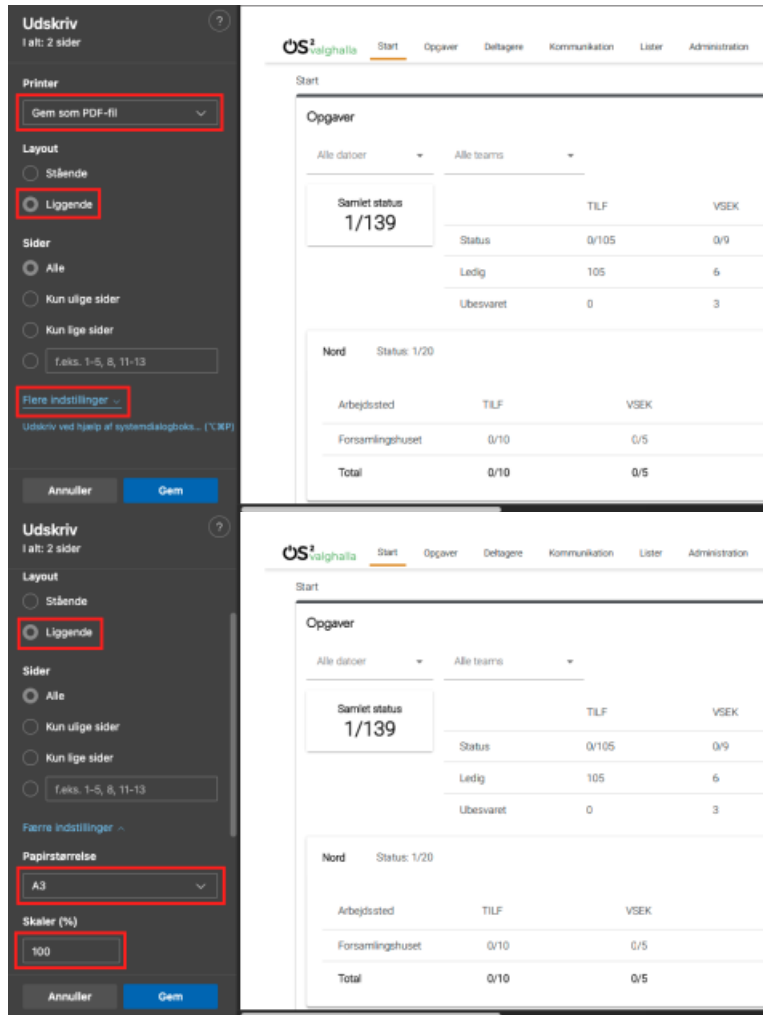 Udskriv
?
I alt: 2 sider
Printer
Gem som PDF-fil
Layout
Stående
Liggende
Sider
Alle
Kun ulige sider
Kun lige sider
f.eks. 1-5, 8, 11-13
Flere indstillinger
Udskriv ved hjælp af systemdialogboks... (⌥⌘P)
Annuller Gem
OS² valghalla Start Opgaver Deltagere Kommunikation Lister Administration
Start
Opgaver
Alle datoer Alle teams
Samlet status
1/139
TILF VSEK
Status 0/105 0/9
Ledig 105 6
Ubesvaret 0 3
Nord Status: 1/20
Arbejdssted TILF VSEK
Forsamlingshuset 0/10 0/5
Total 0/10 0/5
Udskriv
?
I alt: 2 sider
Layout
Stående
Liggende
Sider
Alle
Kun ulige sider
Kun lige sider
f.eks. 1-5, 8, 11-13
Færre indstillinger
Papirstørrelse
A3
Skaler (%)
100
Annuller Gem
OS² valghalla Start Opgaver Deltagere Kommunikation Lister Administration
Start
Opgaver
Alle datoer Alle teams
Samlet status
1/139
TILF VSEK
Status 0/105 0/9
Ledig 105 6
Ubesvaret 0 3
Nord Status: 1/20
Arbejdssted TILF VSEK
Forsamlingshuset 0/10 0/5
Total 0/10 0/5